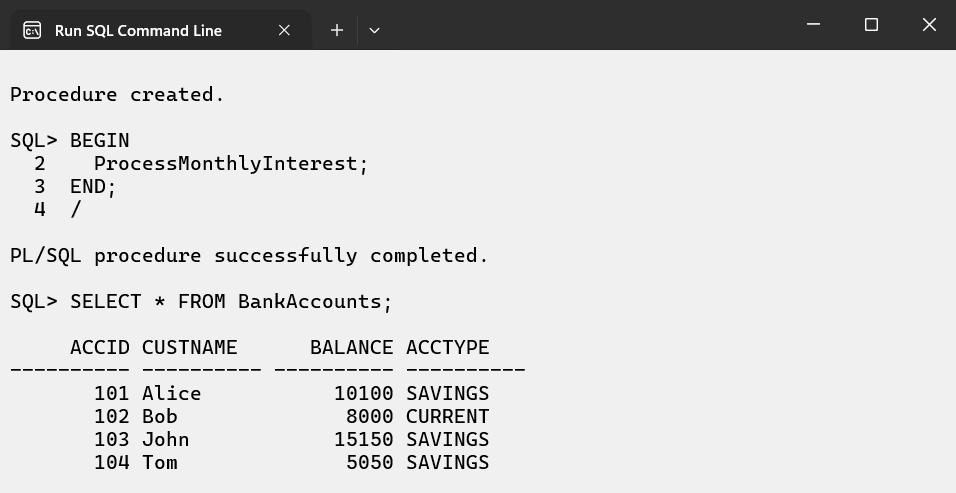 Run SQL Command Line
Procedure created.
SQL> BEGIN
  2    ProcessMonthlyInterest;
  3  END;
  4  /
PL/SQL procedure successfully completed.
SQL> SELECT * FROM BankAccounts;
     ACCID CUSTNAME      BALANCE ACCTYPE
---------- ---------- ---------- ----------
       101 Alice           10100 SAVINGS
       102 Bob              8000 CURRENT
       103 John            15150 SAVINGS
       104 Tom              5050 SAVINGS